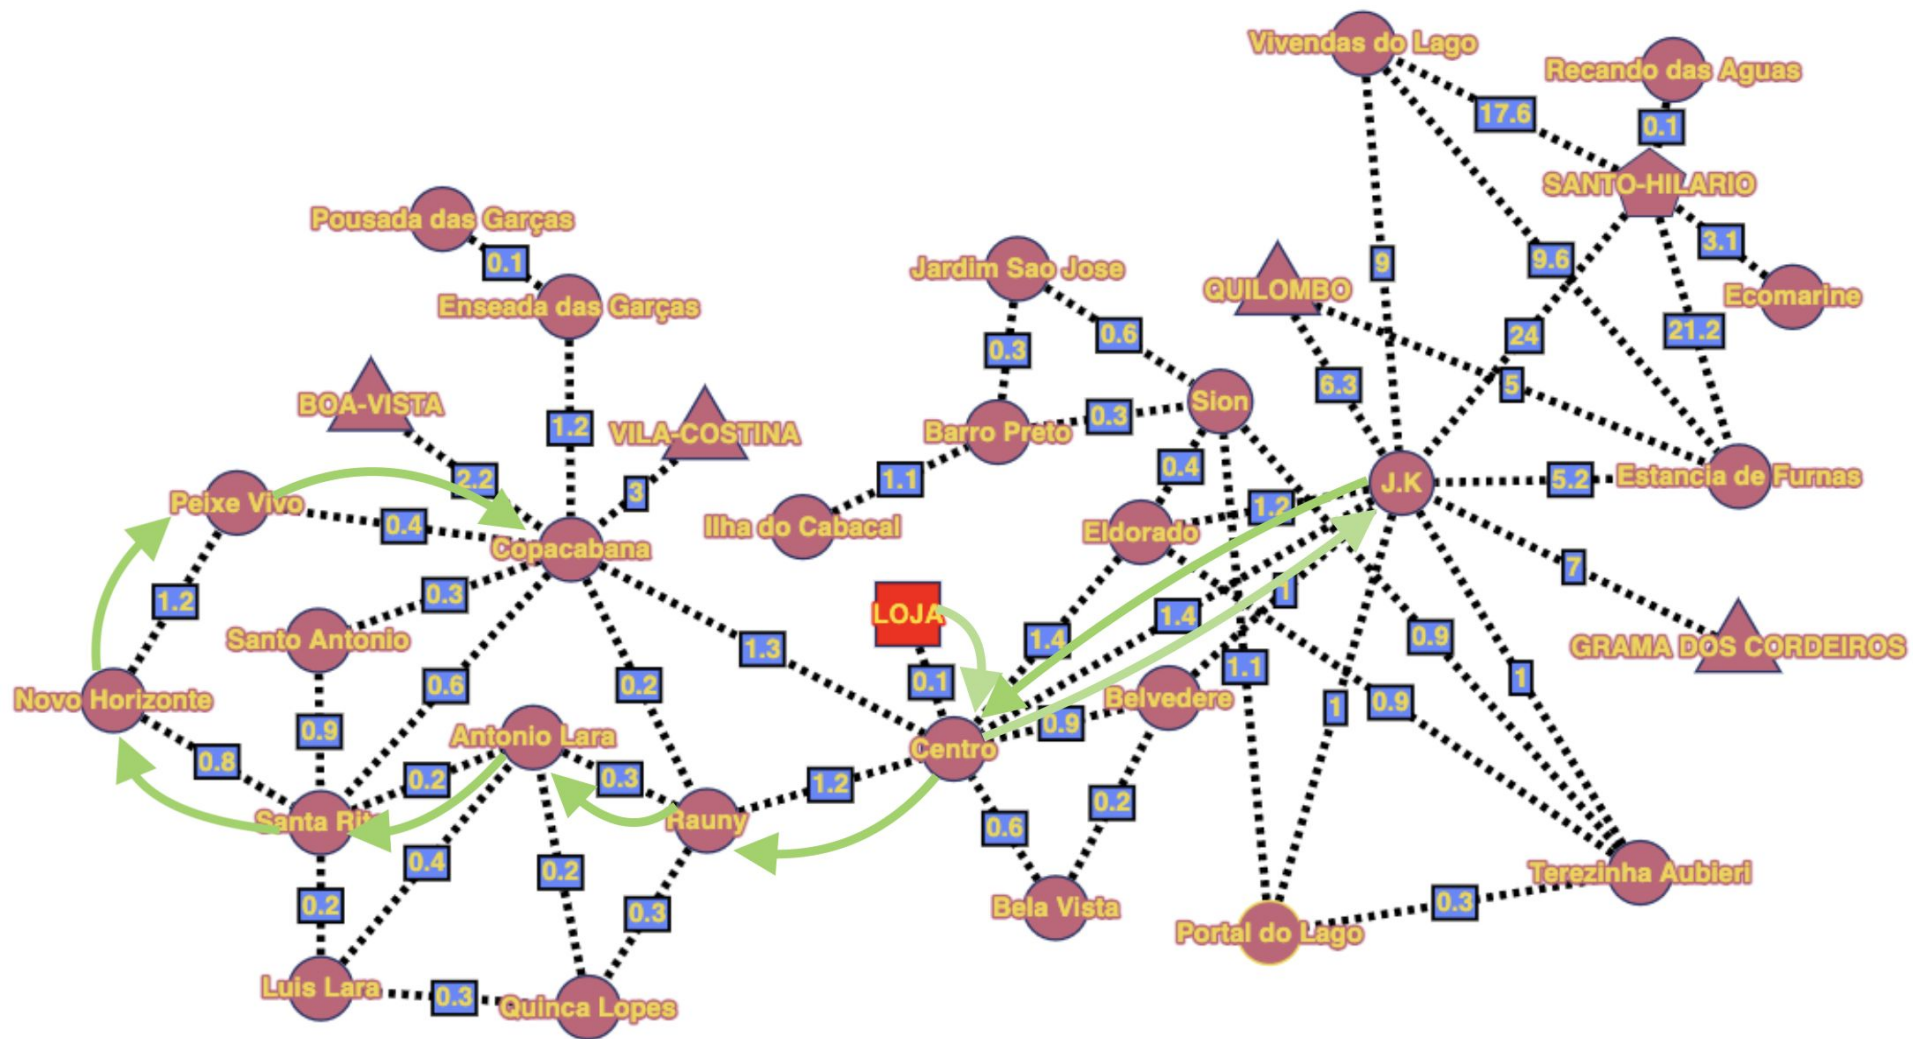 Vivendas do Lago
Recando das Aguas
17.6
0.1
SANTO-HILARIO
Pousada das Garças
3.1
0.1
9
9.6
Jardim Sao Jose
QUILOMBO
Ecomarine
Enseada das Garças
0.6
24
21.2
0.3
6.3
5
BOA-VISTA
Sion
1.2
VILA-COSTINA
0.3
Barro Preto
0.4
2.2
1.1
J.K
5.2
Estancia de Furnas
3
Peixe Vivo
1.2
0.4
Ilha do Cabacal
Eldorado
Copacabana
7
1
0.3
1.2
LOJA
1.4
1.4
0.9
Santo Antonio
GRAMA DOS CORDEIROS
1.3
1.1
1
0.6
0.2
0.1
Novo Horizonte
Belvedere
0.9
1
0.9
0.9
Antonio Lara
Centro
0.8
0.2
0.3
1.2
0.2
Santa Rita
Rauny
0.6
0.4
0.2
Terezinha Aubieri
0.2
0.3
0.3
Bela Vista
Portal do Lago
Luis Lara
0.3
Quinca Lopes